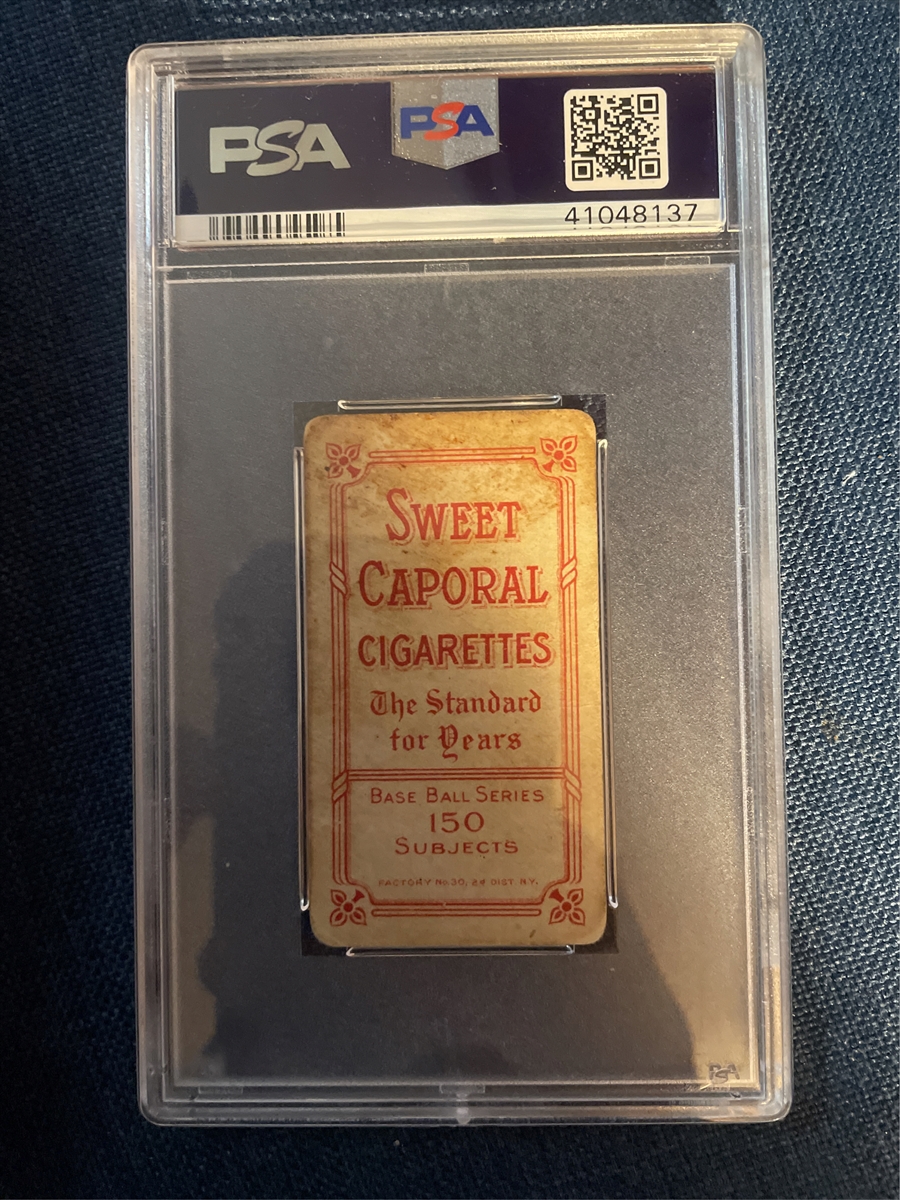 PSA
PSA
41048137
SWEET
CAPORAL
CIGARETTES
The Standard
for Years
BASE BALL SERIES
150
SUBJECTS
FACTORY No. 30, 2d DIST. N.Y.
PSA